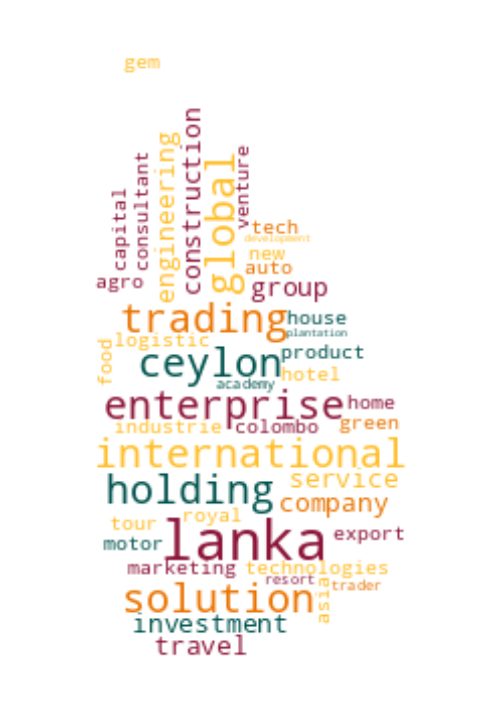 gem
construction
engineering
global
venture
consultant
capital
tech
development
new
auto
agro
group
trading
house
plantation
logistic
food
ceylon
product
academy
hotel
enterprise
home
industrie
colombo
green
international
holding
service
company
royal
tour
lanka
export
motor
marketing
technologies
resort
asia
trader
solution
investment
travel